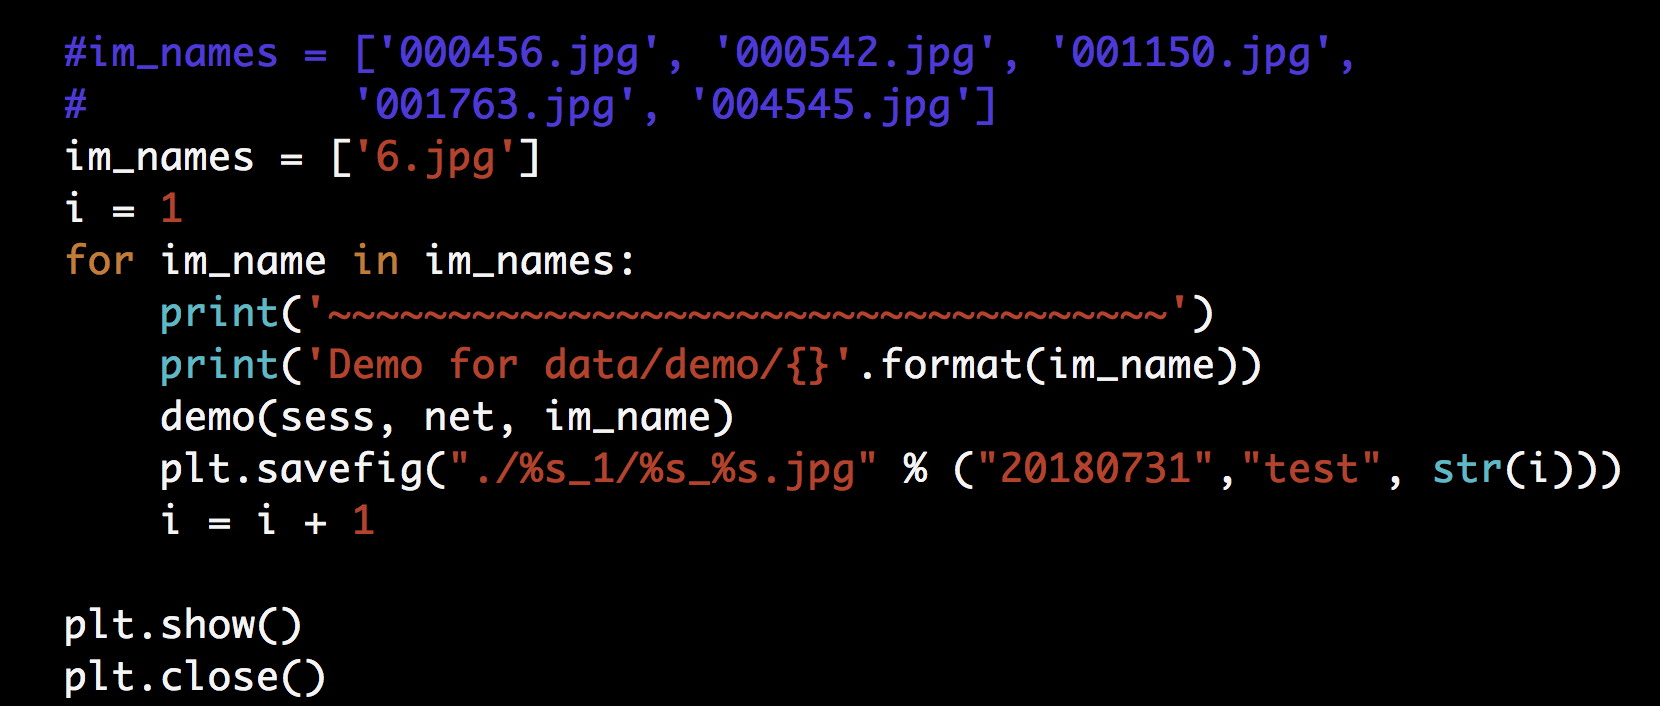 #im_names = ['000456.jpg', '000542.jpg', '001150.jpg',
#           '001763.jpg', '004545.jpg']
im_names = ['6.jpg']
i = 1
for im_name in im_names:
    print('~~~~~~~~~~~~~~~~~~~~~~~~~~~~~~~~~~~')
    print('Demo for data/demo/{}'.format(im_name))
    demo(sess, net, im_name)
    plt.savefig("./%s_1/%s_%s.jpg" % ("20180731","test", str(i)))
    i = i + 1

plt.show()
plt.close()